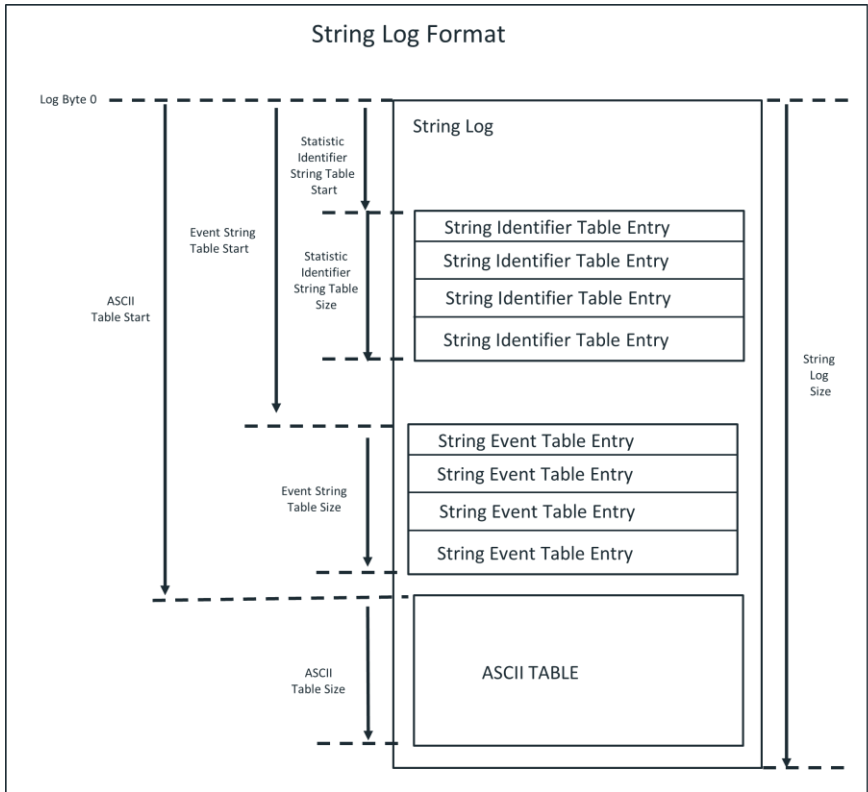 String Log Format
Log Byte 0
String Log
Statistic
Identifier
String Table
Start
String Identifier Table Entry
String Identifier Table Entry
String Identifier Table Entry
String Identifier Table Entry
Event String
Table Start
Statistic
Identifier
String Table
Size
ASCII
Table Start
String
Log
Size
String Event Table Entry
String Event Table Entry
String Event Table Entry
String Event Table Entry
Event String
Table Size
ASCII TABLE
ASCII
Table Size